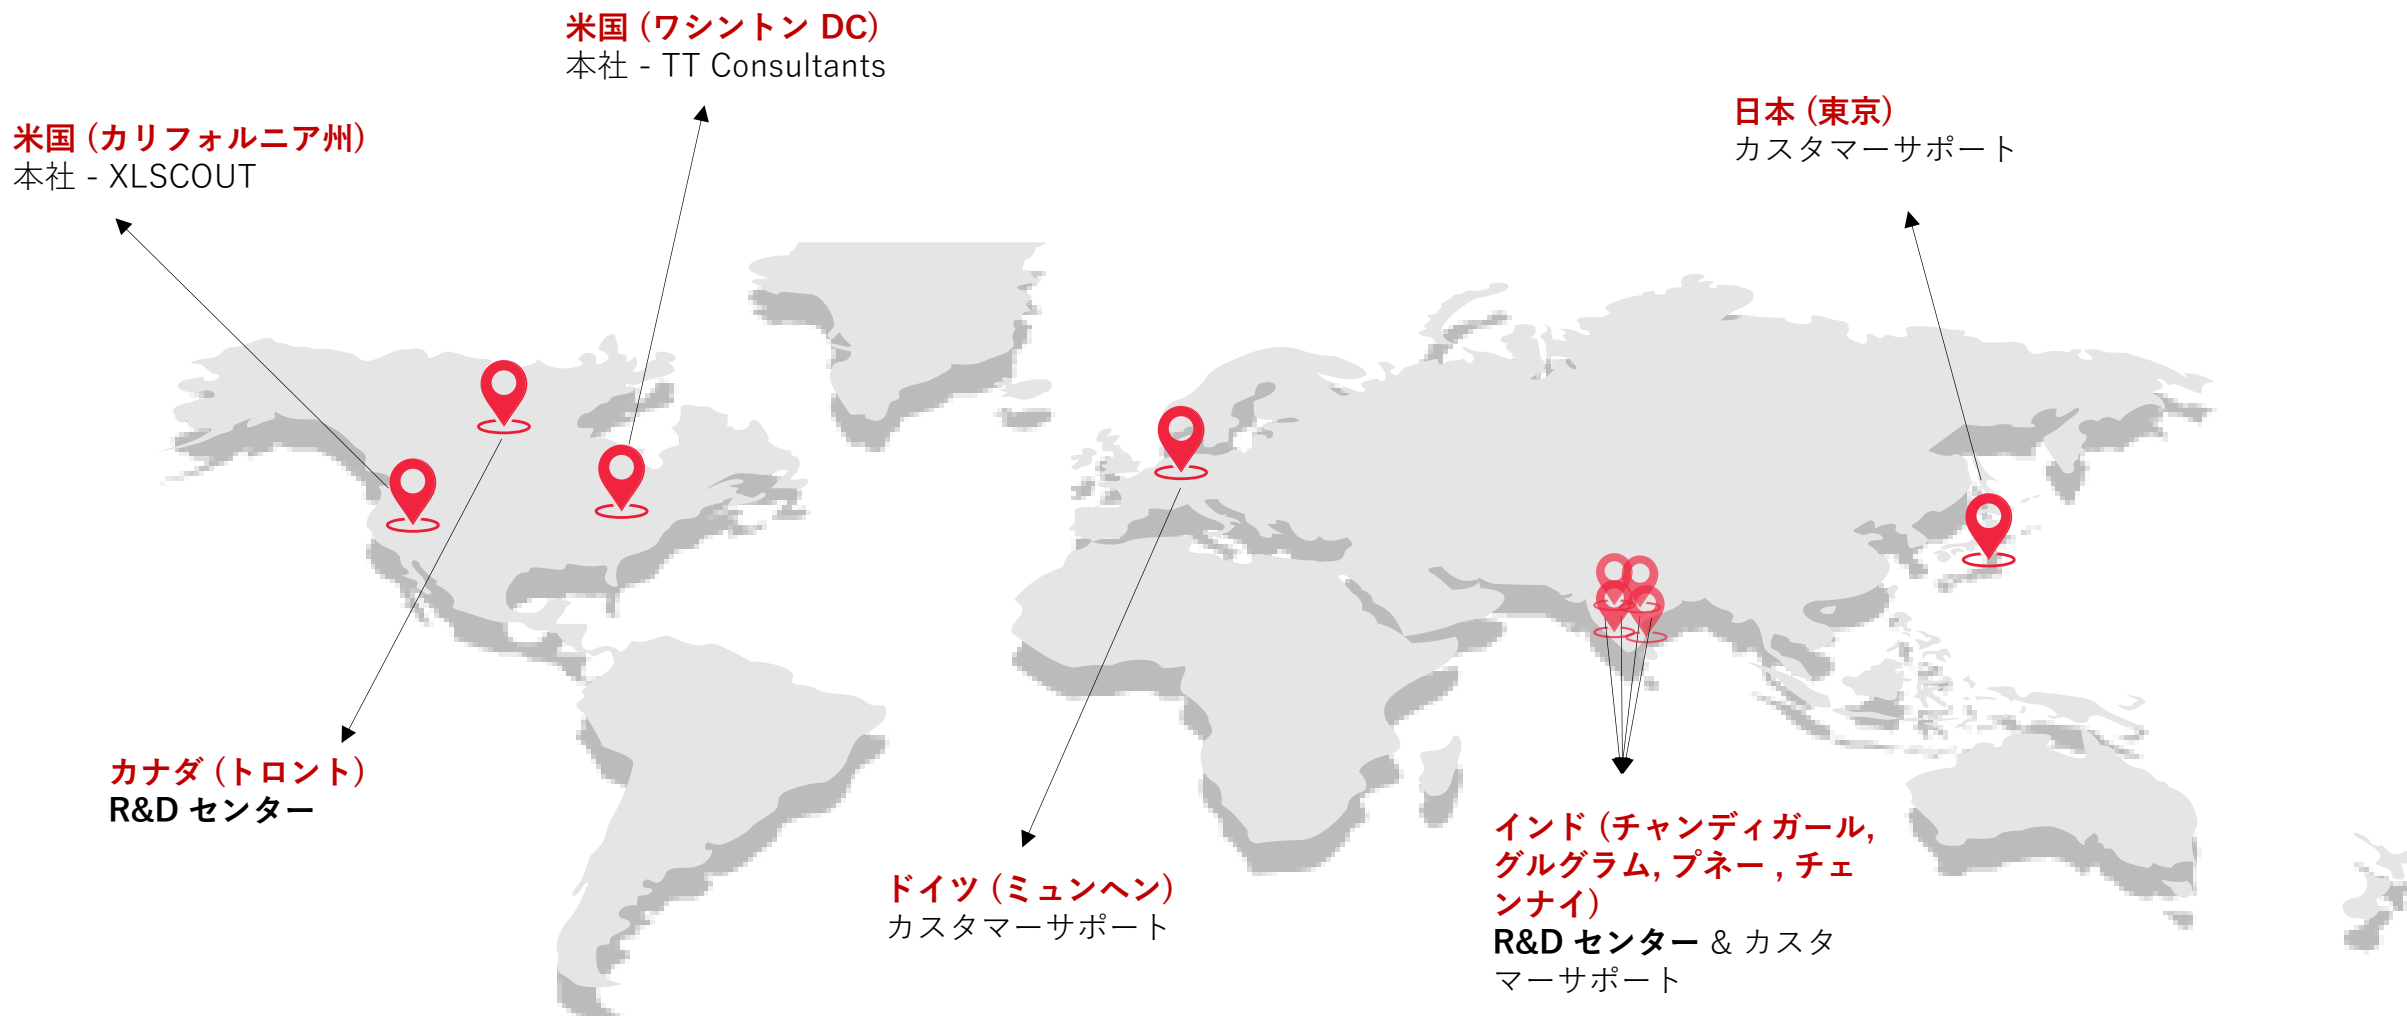 米国 (ワシントン DC)
本社 - TT Consultants
米国 (カリフォルニア州)
本社 - XLSCOUT
日本 (東京)
カスタマーサポート
カナダ (トロント)
R&D センター
ドイツ (ミュンヘン)
カスタマーサポート
インド (チャンディガール,
グルグラム, プネー , チェ
ンナイ)
R&D センター & カスタ
マーサポート